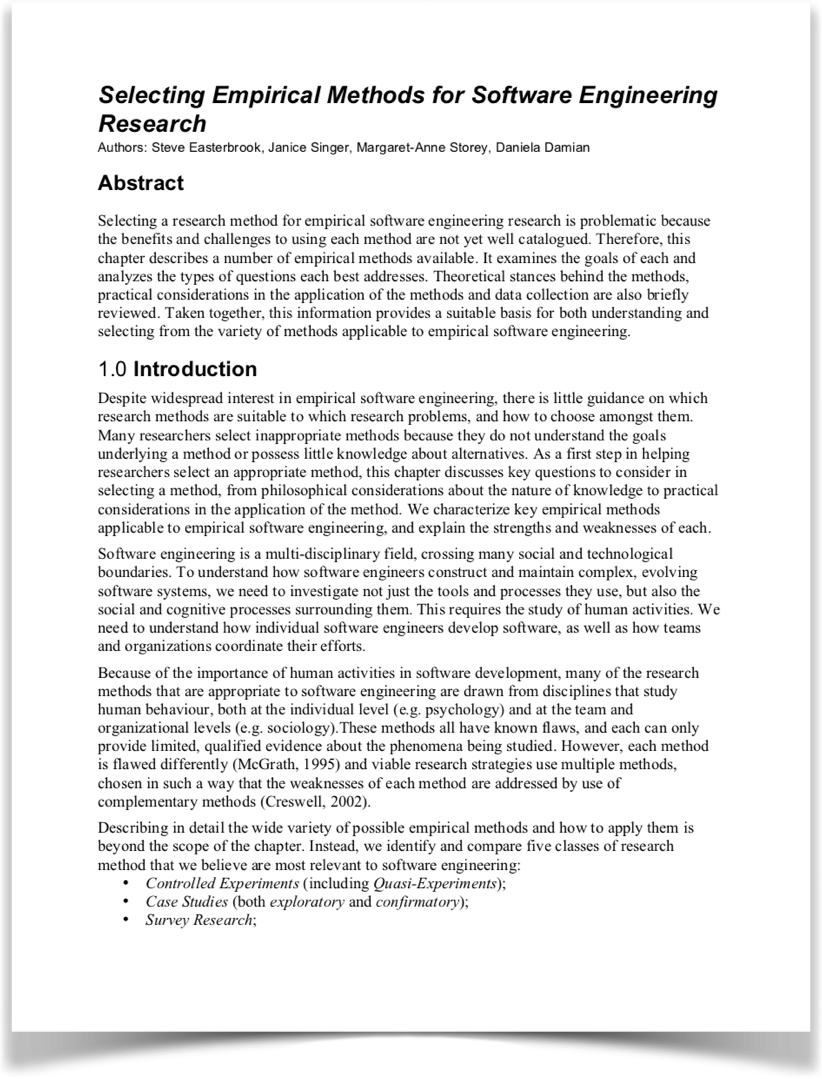 Selecting Empirical Methods for Software Engineering
Research
Authors: Steve Easterbrook, Janice Singer, Margaret-Anne Storey, Daniela Damian
Abstract
Selecting a research method for empirical software engineering research is problematic because
the benefits and challenges to using each method are not yet well catalogued. Therefore, this
chapter describes a number of empirical methods available. It examines the goals of each and
analyzes the types of questions each best addresses. Theoretical stances behind the methods,
practical considerations in the application of the methods and data collection are also briefly
reviewed. Taken together, this information provides a suitable basis for both understanding and
selecting from the variety of methods applicable to empirical software engineering.
1.0 Introduction
Despite widespread interest in empirical software engineering, there is little guidance on which
research methods are suitable to which research problems, and how to choose amongst them.
Many researchers select inappropriate methods because they do not understand the goals
underlying a method or possess little knowledge about alternatives. As a first step in helping
researchers select an appropriate method, this chapter discusses key questions to consider in
selecting a method, from philosophical considerations about the nature of knowledge to practical
considerations in the application of the method. We characterize key empirical methods
applicable to empirical software engineering, and explain the strengths and weaknesses of each.
Software engineering is a multi-disciplinary field, crossing many social and technological
boundaries. To understand how software engineers construct and maintain complex, evolving
software systems, we need to investigate not just the tools and processes they use, but also the
social and cognitive processes surrounding them. This requires the study of human activities. We
need to understand how individual software engineers develop software, as well as how teams
and organizations coordinate their efforts.
Because of the importance of human activities in software development, many of the research
methods that are appropriate to software engineering are drawn from disciplines that study
human behaviour, both at the individual level (e.g. psychology) and at the team and
organizational levels (e.g. sociology).These methods all have known flaws, and each can only
provide limited, qualified evidence about the phenomena being studied. However, each method
is flawed differently (McGrath, 1995) and viable research strategies use multiple methods,
chosen in such a way that the weaknesses of each method are addressed by use of
complementary methods (Creswell, 2002).
Describing in detail the wide variety of possible empirical methods and how to apply them is
beyond the scope of the chapter. Instead, we identify and compare five classes of research
method that we believe are most relevant to software engineering:
• Controlled Experiments (including Quasi-Experiments);
• Case Studies (both exploratory and confirmatory);
• Survey Research;